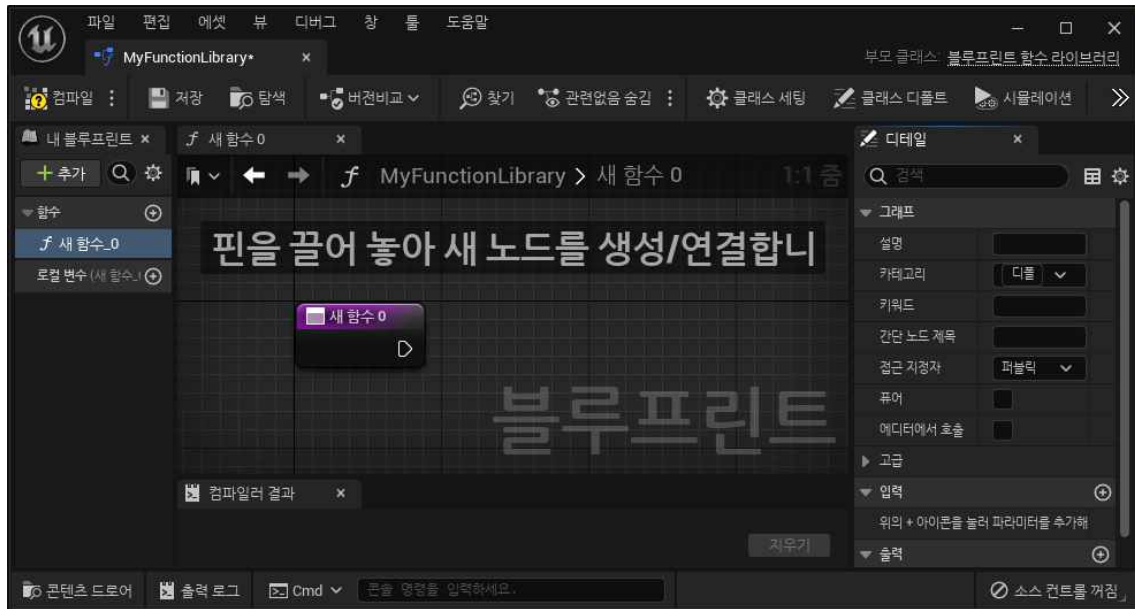 파일 편집 에셋 뷰 디버그 창 툴 도움말
MyFunctionLibrary*
부모 클래스: 블루프린트 함수 라이브러리
컴파일 저장 탐색 버전비교 찾기 관련없음 숨김 클래스 세팅 클래스 디폴트 시뮬레이션
내 블루프린트
새 함수 0
디테일
추가
MyFunctionLibrary > 새 함수 0
1:1 줌
검색
함수
그래프
새 함수_0
핀을 끌어 놓아 새 노드를 생성/연결합니
설명
로컬 변수 (새 함수_
카테고리 디폴
키워드
새 함수 0
간단 노드 제목
접근 지정자 퍼블릭
퓨어
블루프린트
에디터에서 호출
고급
컴파일러 결과
입력
위의 + 아이콘을 눌러 파라미터를 추가해
지우기
출력
콘텐츠 드로어 출력 로그 Cmd 콘솔 명령을 입력하세요. 소스 컨트롤 꺼짐